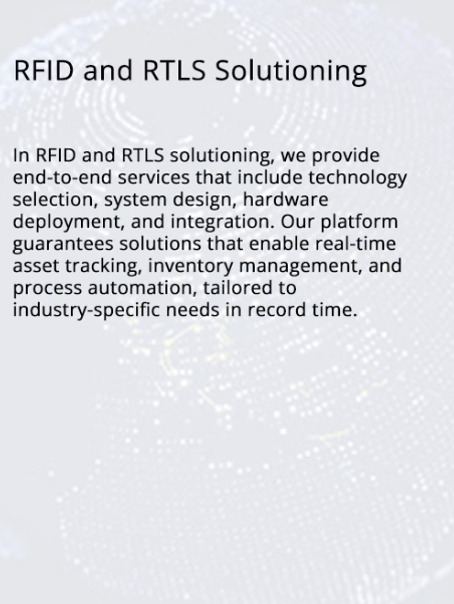 RFID and RTLS Solutioning
In RFID and RTLS solutioning, we provide
end-to-end services that include technology
selection, system design, hardware
deployment, and integration. Our platform
guarantees solutions that enable real-time
asset tracking, inventory management, and
process automation, tailored to
industry-specific needs in record time.